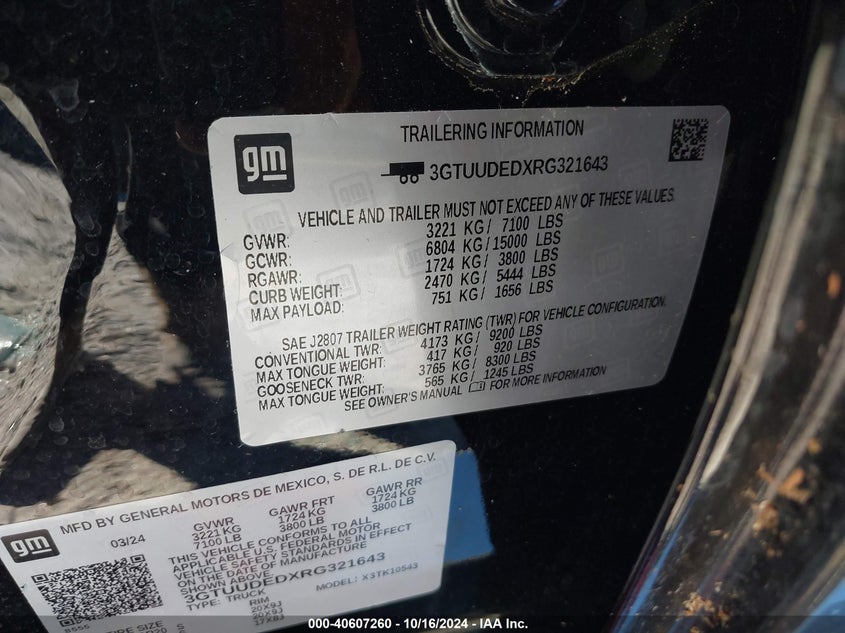 gm
TRAILERING INFORMATION
3GTUUDEDXRG321643
VEHICLE AND TRAILER MUST NOT EXCEED ANY OF THESE VALUES.
GVWR: 3221 KG / 7100 LBS
GCWR: 6804 KG / 15000 LBS
RGAWR: 1724 KG / 3800 LBS
CURB WEIGHT: 2470 KG / 5444 LBS
MAX PAYLOAD: 751 KG / 1656 LBS
SAE J2807 TRAILER WEIGHT RATING (TWR) FOR VEHICLE CONFIGURATION.
CONVENTIONAL TWR: 4173 KG / 9200 LBS
MAX TONGUE WEIGHT: 417 KG / 920 LBS
GOOSENECK TWR: 3765 KG / 8300 LBS
MAX TONGUE WEIGHT: 565 KG / 1245 LBS
SEE OWNER'S MANUAL FOR MORE INFORMATION
gm
MFD BY GENERAL MOTORS DE MEXICO, S. DE R.L. DE C.V.
03/24 GVWR GAWR FRT GAWR RR
3221 KG 1724 KG 1724 KG
7100 LB 3800 LB 3800 LB
THIS VEHICLE CONFORMS TO ALL
APPLICABLE U.S. FEDERAL MOTOR
VEHICLE SAFETY STANDARDS IN EFFECT
ON THE DATE OF MANUFACTURE
SHOWN ABOVE
3GTUUDEDXRG321643
TYPE: TRUCK MODEL: X3TK10543
RIM
20X9J
20X9J
17X8J
SIZE
000-40607260 - 10/16/2024 - IAA Inc.